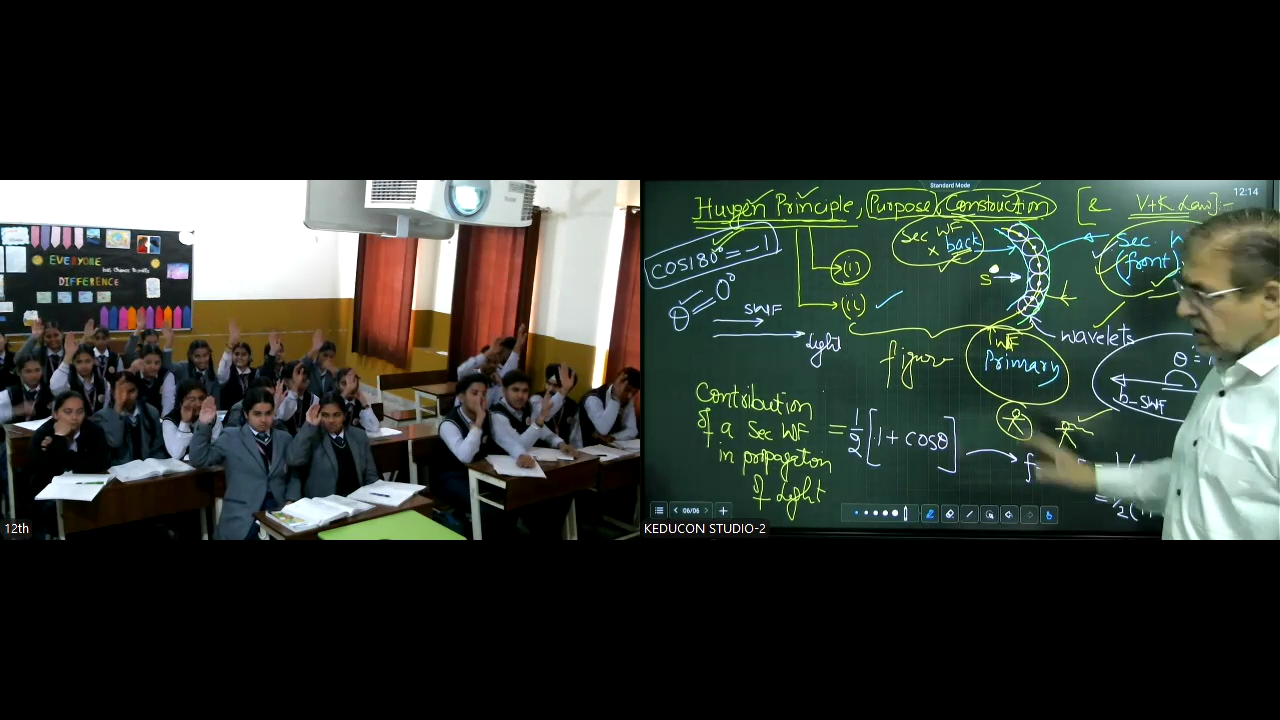 EVERYONE
DIFFERENCE
12th
Standard Mode
12:14
Huygen Principle, Purpose, Construction [& V+K Law]:-
COS180° = -1
θ = 0°
SWF
light
(i)
(ii)
Sec WF
× back
S
Sec. W
(front)
wavelets
figure
Primary
θ =
b-SWF
Contribution
of a Sec WF
in propagation
of Light
= 1/2 [1 + cosθ]
06/06
KEDUCON STUDIO-2